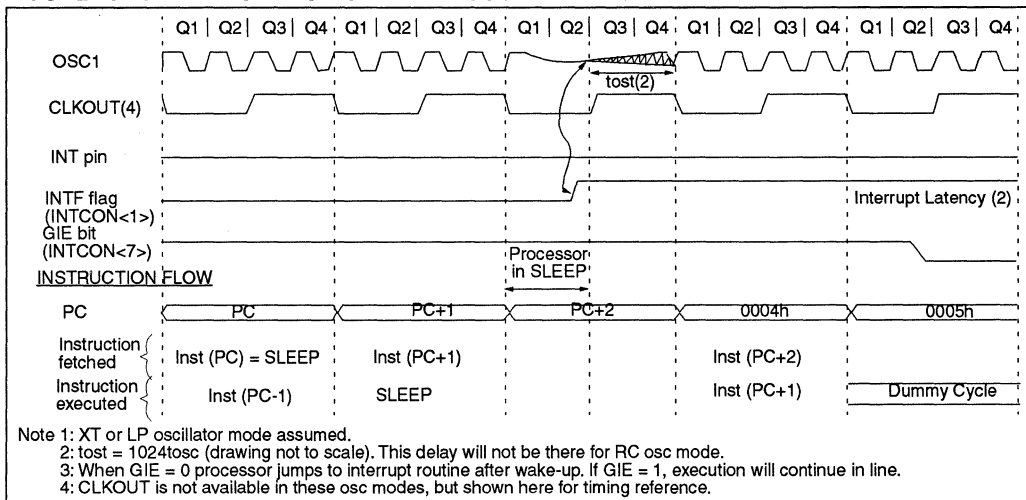 Q1 | Q2 | Q3 | Q4 Q1 | Q2 | Q3 | Q4 Q1 | Q2 | Q3 | Q4 Q1 | Q2 | Q3 | Q4 Q1 | Q2 | Q3 | Q4
OSC1
tost(2)
CLKOUT(4)
INT pin
INTF flag
(INTCON<1>)
Interrupt Latency (2)
GIE bit
(INTCON<7>)
Processor
in SLEEP
INSTRUCTION FLOW
PC PC PC+1 PC+2 0004h 0005h
Instruction
fetched
Inst (PC) = SLEEP Inst (PC+1) Inst (PC+2)
Instruction
executed
Inst (PC-1) SLEEP Inst (PC+1) Dummy Cycle
Note 1: XT or LP oscillator mode assumed.
2: tost = 1024tosc (drawing not to scale). This delay will not be there for RC osc mode.
3: When GIE = 0 processor jumps to interrupt routine after wake-up. If GIE = 1, execution will continue in line.
4: CLKOUT is not available in these osc modes, but shown here for timing reference.